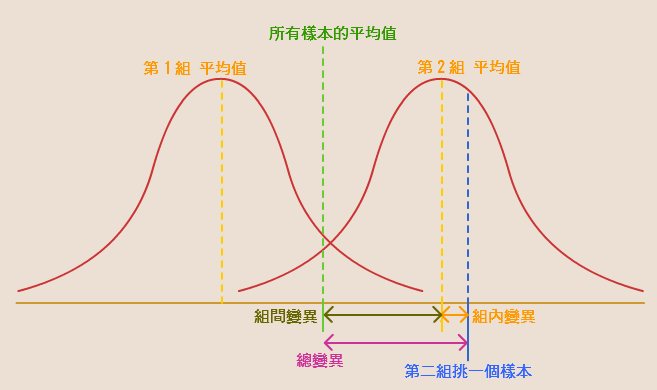 所有樣本的平均值
第1組 平均值
第2組 平均值
組間變異
組內變異
總變異
第二組挑一個樣本